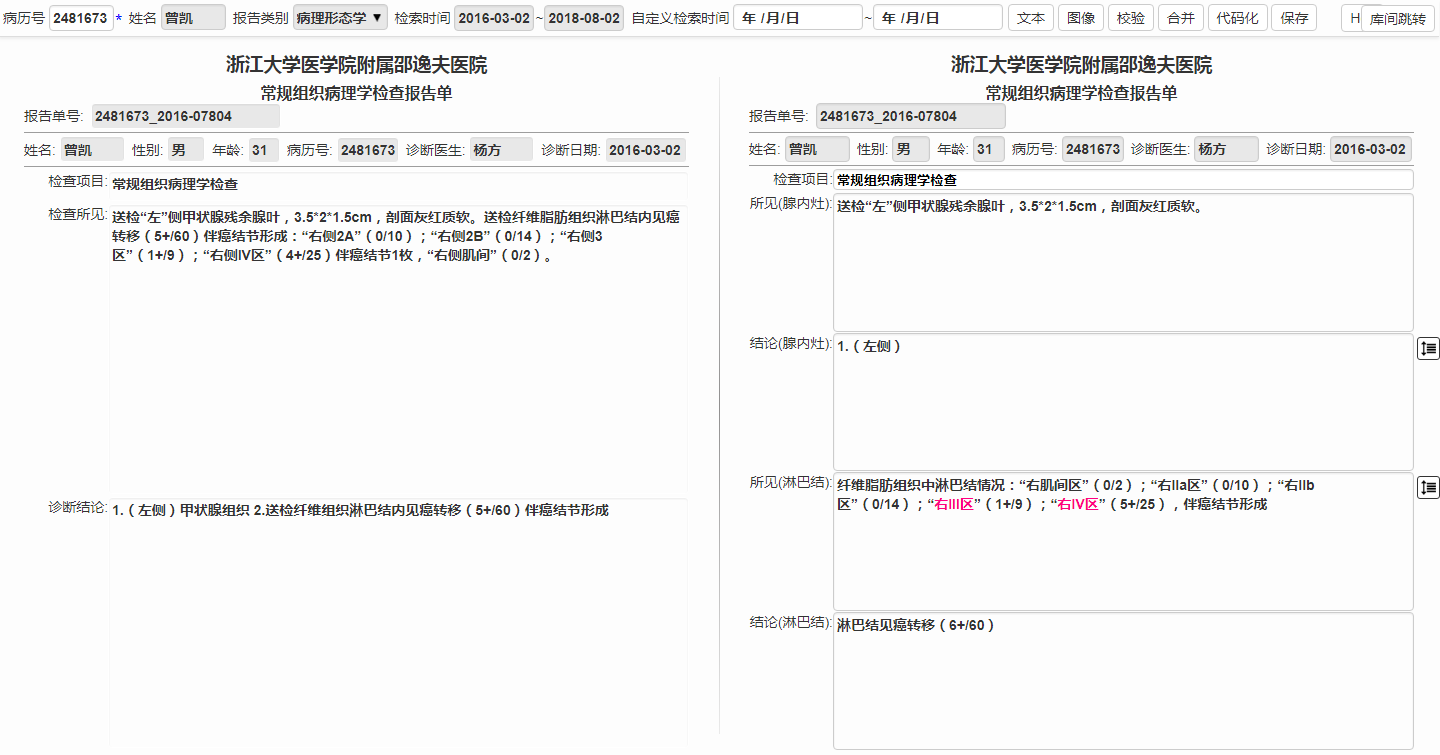 病历号 2481673 * 姓名 曾凯 报告类别 病理形态学 ▼ 检索时间 2016-03-02 ~ 2018-08-02 自定义检索时间 年 /月/日 ~ 年 /月/日 文本 图像 校验 合并 代码化 保存 H 库间跳转
浙江大学医学院附属邵逸夫医院
常规组织病理学检查报告单
报告单号: 2481673_2016-07804
姓名: 曾凯 性别: 男 年龄: 31 病历号: 2481673 诊断医生: 杨方 诊断日期: 2016-03-02
检查项目: 常规组织病理学检查
检查所见: 送检“左”侧甲状腺残余腺叶，3.5*2*1.5cm，剖面灰红质软。送检纤维脂肪组织淋巴结内见癌
转移（5+/60）伴癌结节形成：“右侧2A”（0/10）；“右侧2B”（0/14）；“右侧3
区”（1+/9）；“右侧IV区”（4+/25）伴癌结节1枚，“右侧肌间”（0/2）。
诊断结论: 1.（左侧）甲状腺组织 2.送检纤维组织淋巴结内见癌转移（5+/60）伴癌结节形成
浙江大学医学院附属邵逸夫医院
常规组织病理学检查报告单
报告单号: 2481673_2016-07804
姓名: 曾凯 性别: 男 年龄: 31 病历号: 2481673 诊断医生: 杨方 诊断日期: 2016-03-02
检查项目: 常规组织病理学检查
所见(腺内灶): 送检“左”侧甲状腺残余腺叶，3.5*2*1.5cm，剖面灰红质软。
结论(腺内灶): 1.（左侧）
所见(淋巴结): 纤维脂肪组织中淋巴结情况：“右肌间区”（0/2）；“右IIa区”（0/10）；“右IIb
区”（0/14）；“右III区”（1+/9）；“右IV区”（5+/25），伴癌结节形成
结论(淋巴结): 淋巴结见癌转移（6+/60）